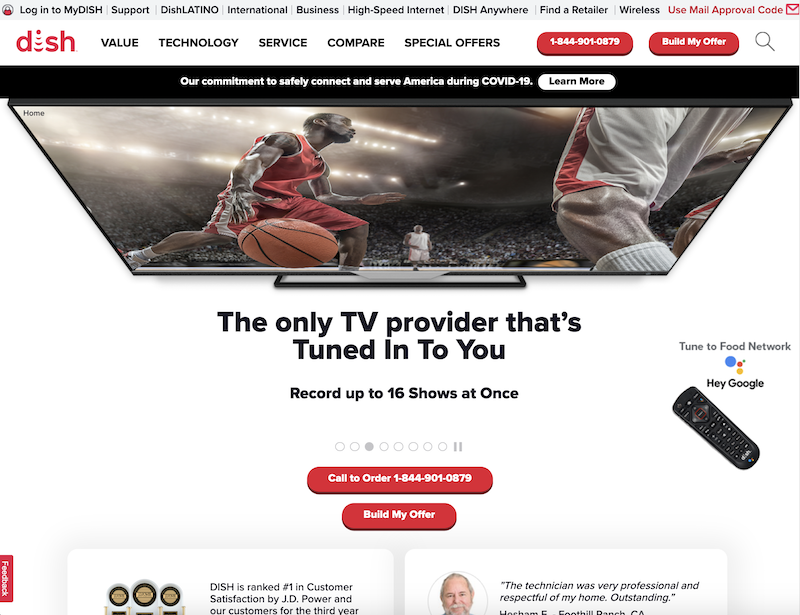 Log in to MyDISH Support DishLATINO International Business High-Speed Internet DISH Anywhere Find a Retailer Wireless Use Mail Approval Code
dish VALUE TECHNOLOGY SERVICE COMPARE SPECIAL OFFERS 1-844-901-0879 Build My Offer
Our commitment to safely connect and serve America during COVID-19. Learn More
Home
The only TV provider that's
Tuned In To You
Tune to Food Network
Hey Google
Record up to 16 Shows at Once
dish
Call to Order 1-844-901-0879
Build My Offer
Feedback
DISH is ranked #1 in Customer
Satisfaction by J.D. Power and
our customers for the third year
"The technician was very professional and
respectful of my home. Outstanding."
Hesham E. - Foothill Ranch, CA